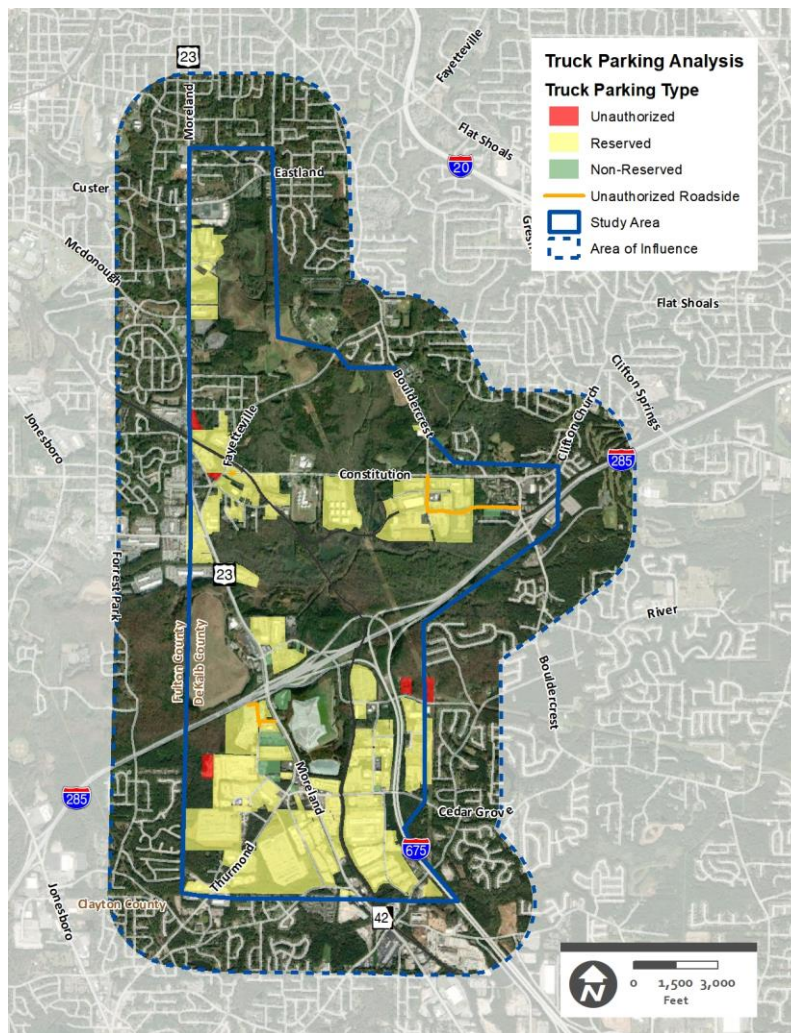 23
Moreland
Fayetteville
Truck Parking Analysis
Truck Parking Type
Unauthorized
Reserved
Non-Reserved
Unauthorized Roadside
Study Area
Area of Influence
Flat Shoals
20
Eastland
Custer
Mcdonough
Gresh
Flat Shoals
Bouldercrest
Clifton Springs
Clifton Church
Jonesboro
Fayetteville
Constitution
285
Forrest Park
23
River
Fulton County
DeKalb County
Bouldercrest
Moreland
285
Cedar Grove
675
Thurmond
Clayton County
Jonesboro
42
N
0 1,500 3,000
Feet